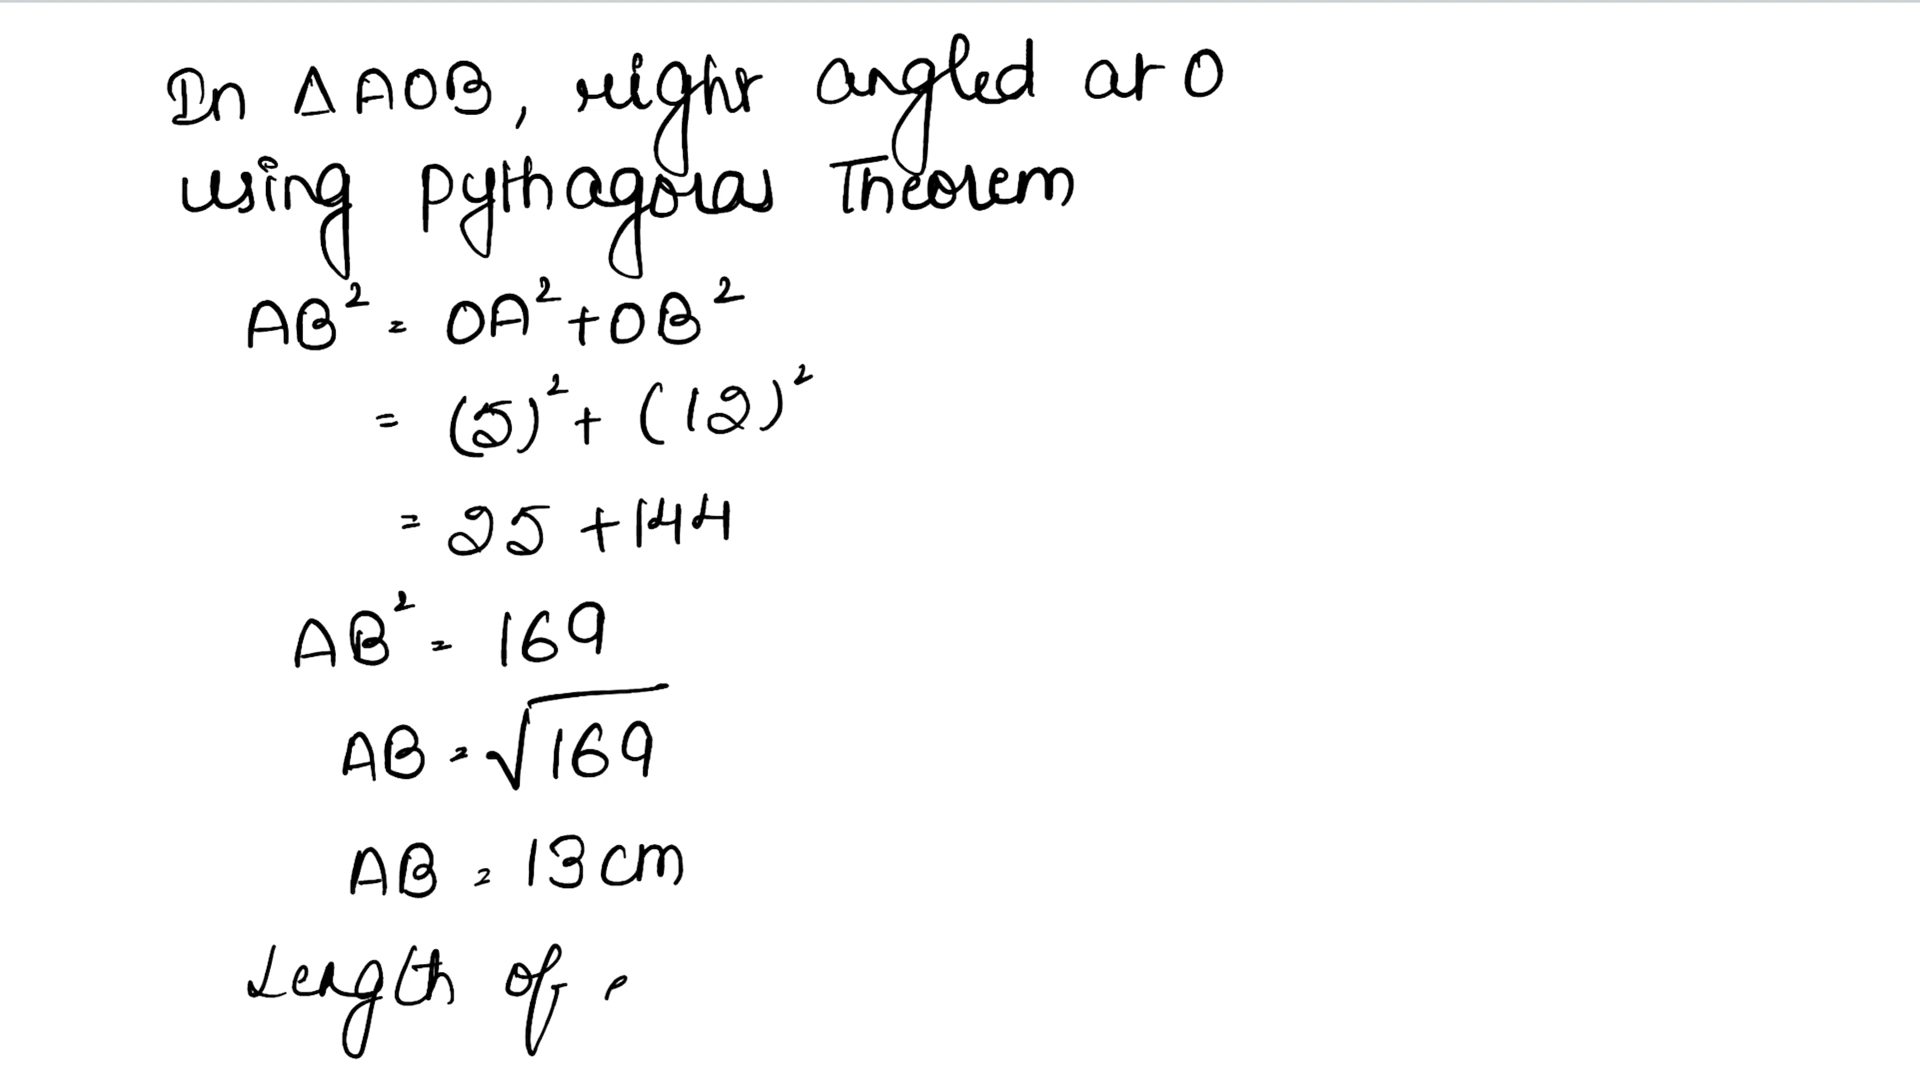 In △AOB, right angled at O
using pythagoras Theorem
AB² = OA² + OB²
= (5)² + (12)²
= 25 + 144
AB² = 169
AB = √169
AB = 13 cm
Length of